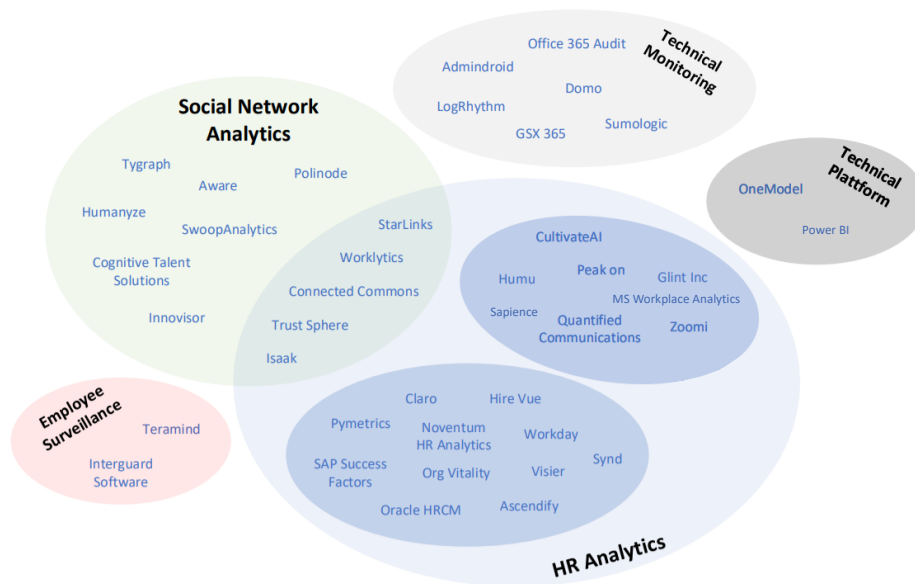 Technical
Monitoring
Office 365 Audit
Admindroid
Domo
LogRhythm
Sumologic
GSX 365
Social Network
Analytics
Tygraph
Polinode
Aware
Humanyze
SwoopAnalytics
Cognitive Talent
Solutions
Innovisor
StarLinks
Worklytics
Connected Commons
Trust Sphere
Isaak
Technical
Plattform
OneModel
Power BI
CultivateAI
Peak on
Humu
Glint Inc
MS Workplace Analytics
Sapience
Quantified
Communications
Zoomi
Employee
Surveillance
Teramind
Interguard
Software
Claro
Hire Vue
Pymetrics
Noventum
HR Analytics
Workday
SAP Success
Factors
Org Vitality
Visier
Synd
Oracle HRCM
Ascendify
HR Analytics